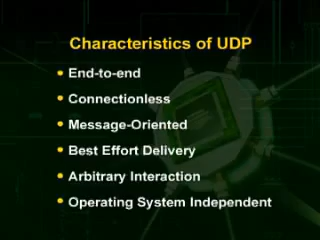 Characteristics of UDP
End-to-end
Connectionless
Message-Oriented
Best Effort Delivery
Arbitrary Interaction
Operating System Independent